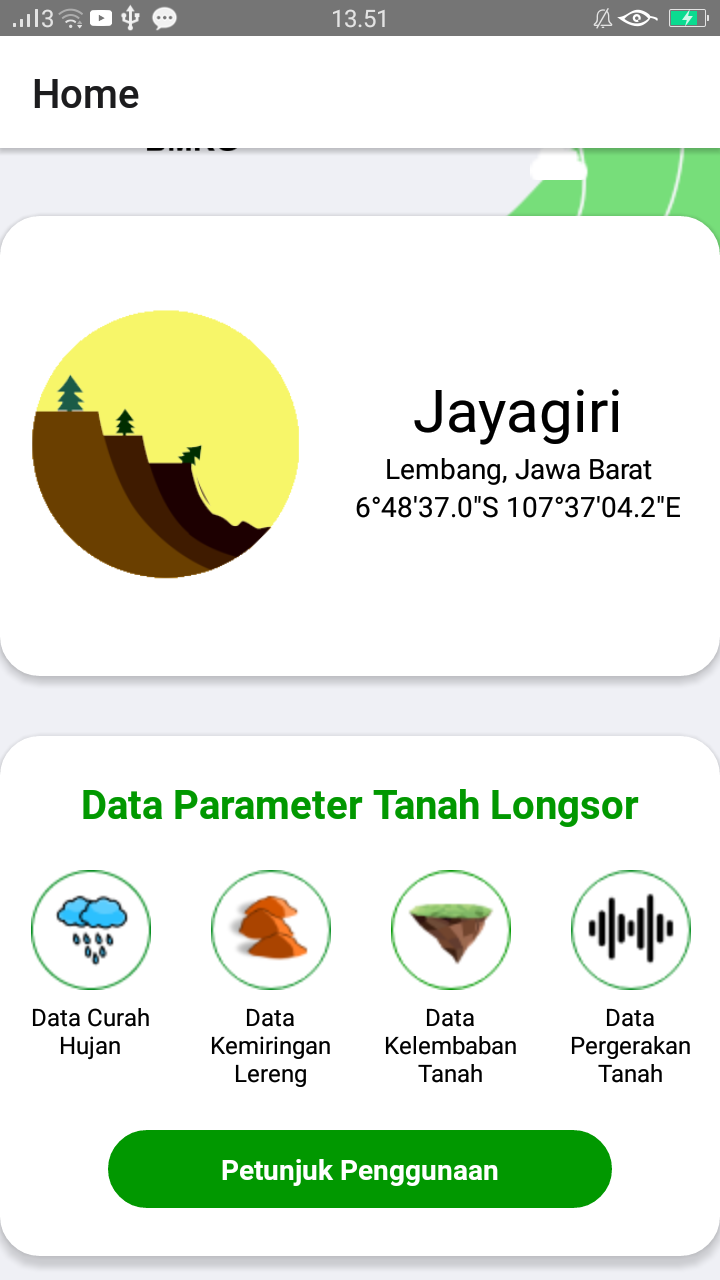 3 13.51
Home
Jayagiri
Lembang, Jawa Barat
6°48'37.0"S 107°37'04.2"E
Data Parameter Tanah Longsor
Data Curah
Hujan
Data
Kemiringan
Lereng
Data
Kelembaban
Tanah
Data
Pergerakan
Tanah
Petunjuk Penggunaan